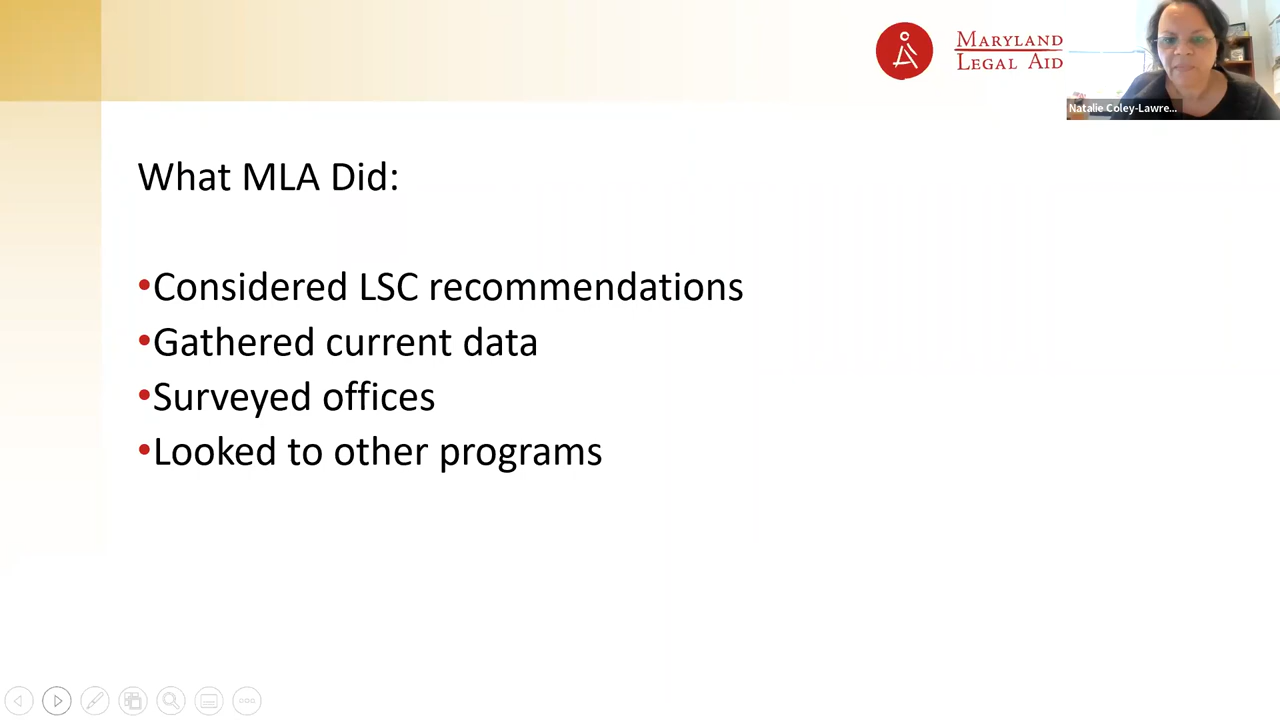 MARYLAND
LEGAL AID
Natalie Coley-Lawre...
What MLA Did:
•Considered LSC recommendations
•Gathered current data
•Surveyed offices
•Looked to other programs